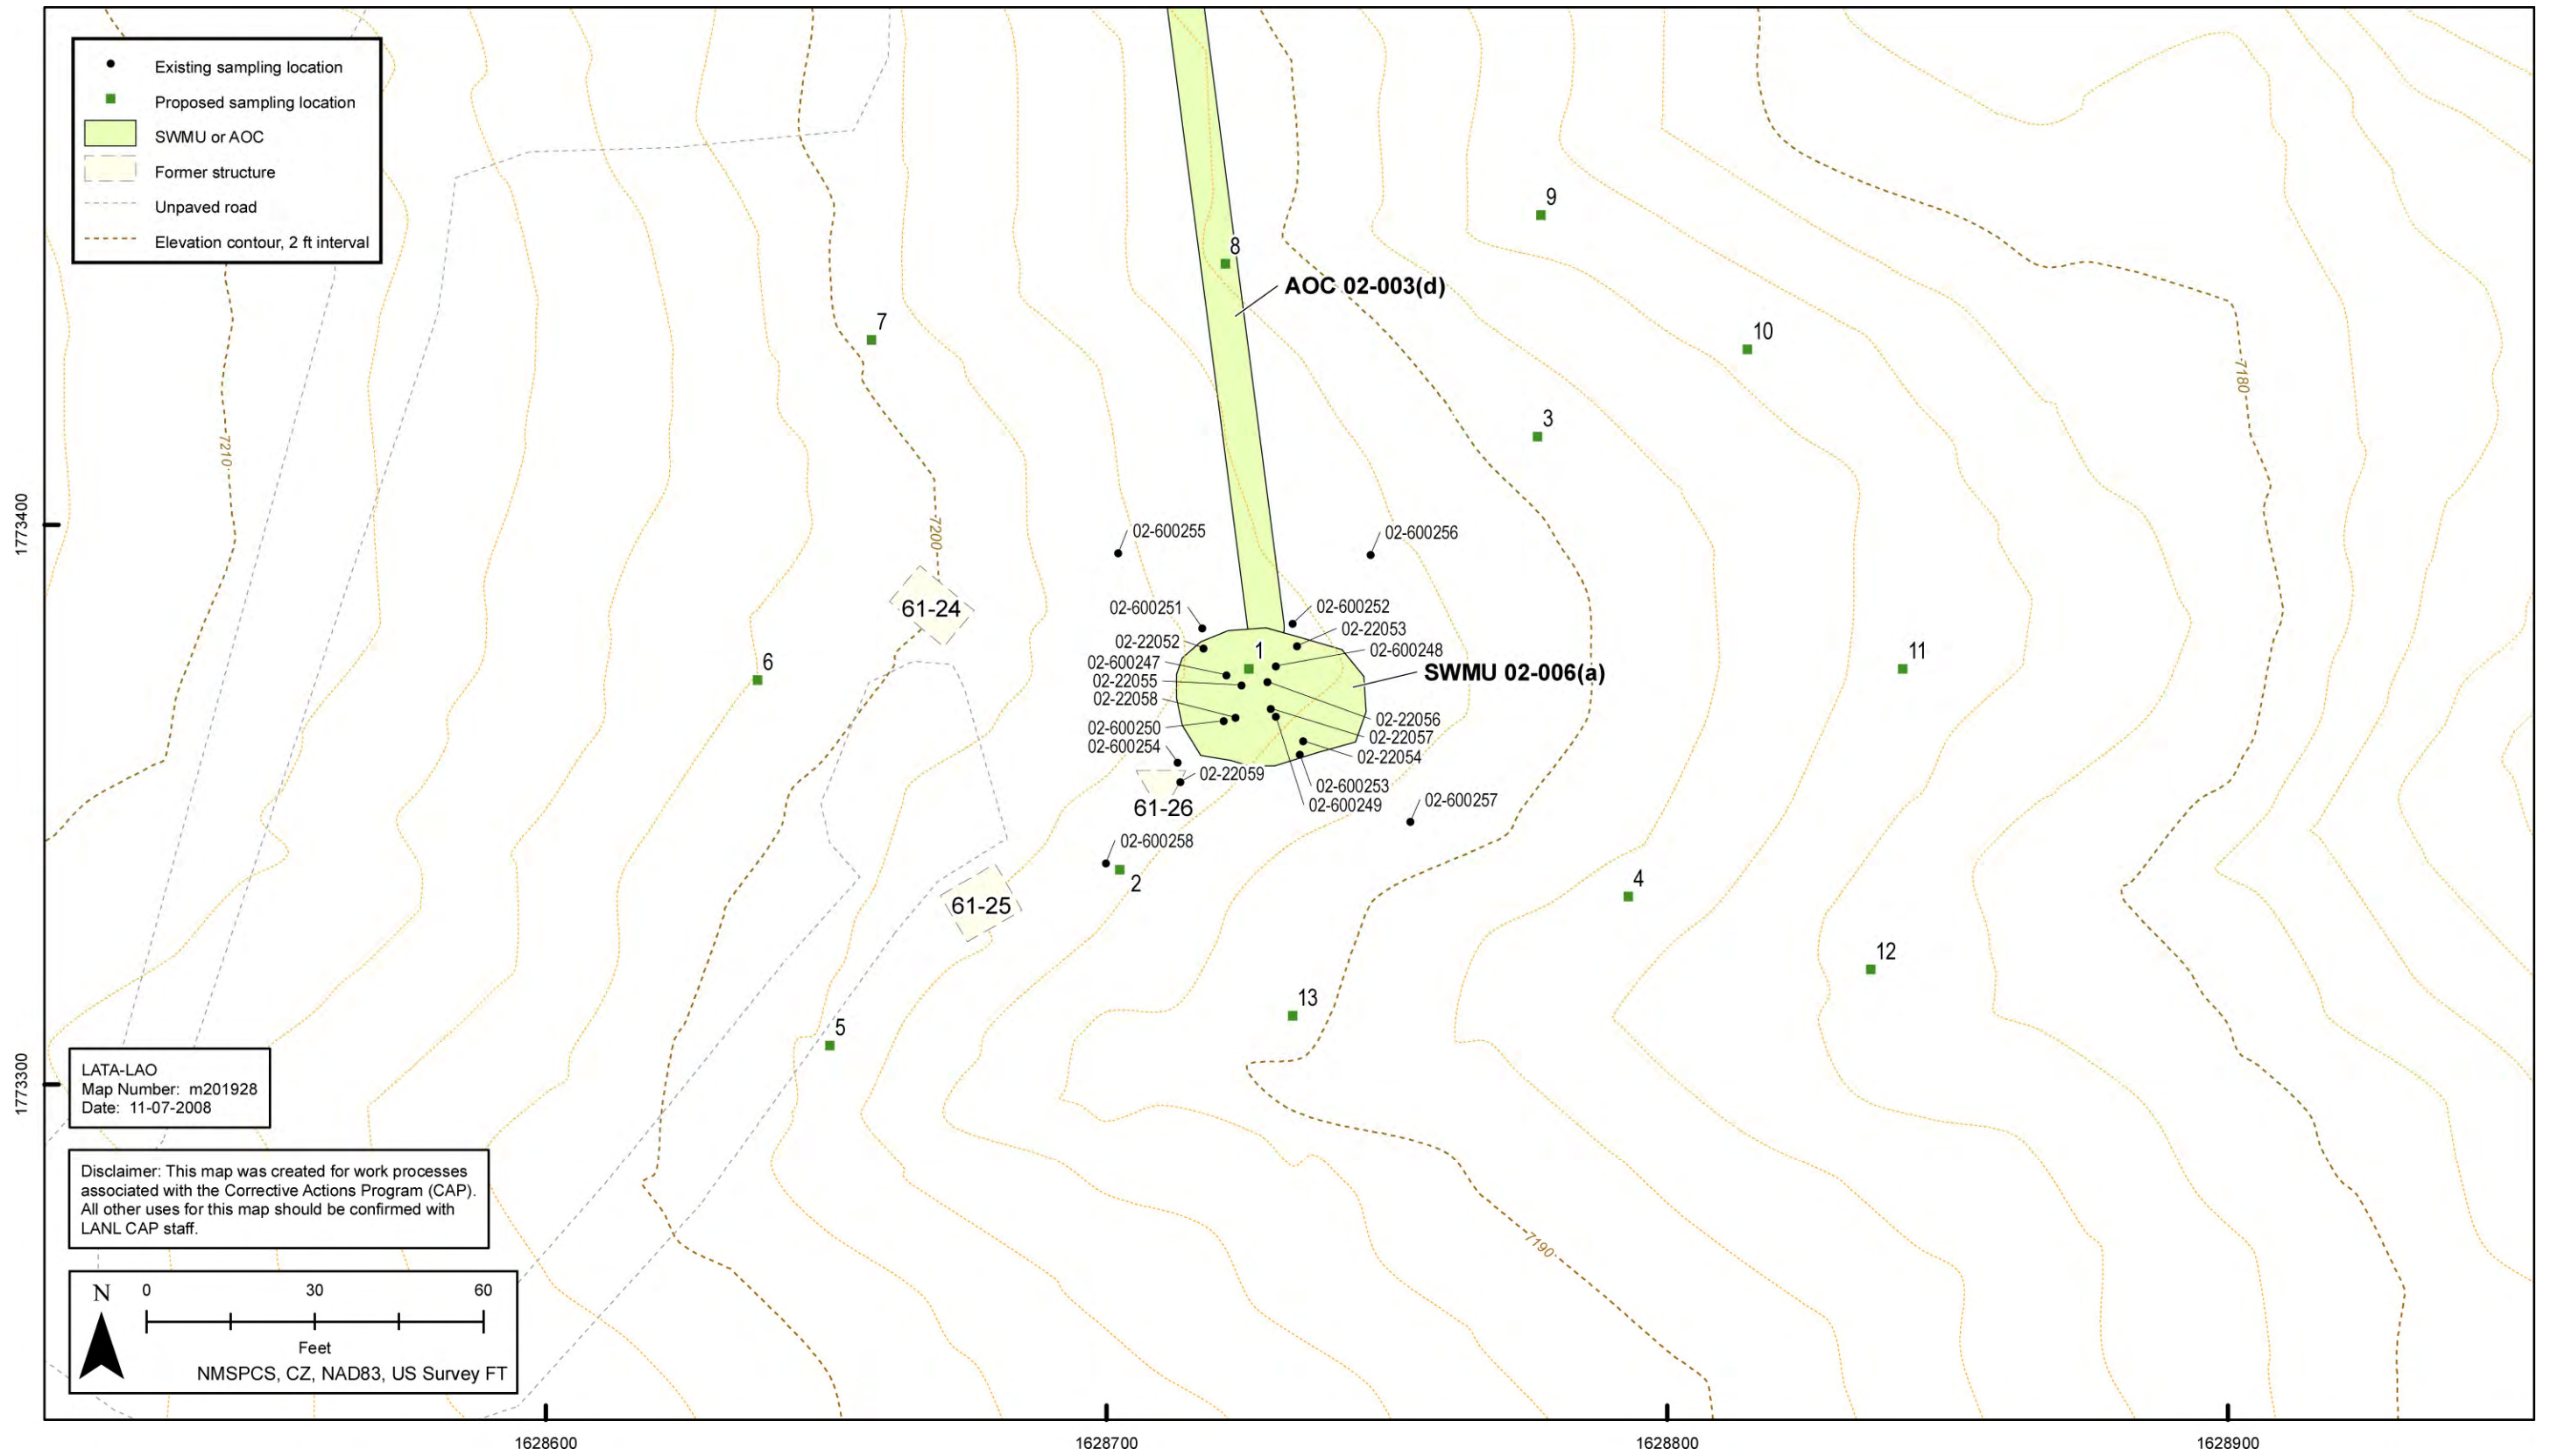 Existing sampling location
Proposed sampling location
SWMU or AOC
Former structure
Unpaved road
Elevation contour, 2 ft interval
9
8
AOC 02-003(d)
7
10
7180
3
7210
1773400
7200
02-600255
02-600256
61-24
02-600251
02-600252
02-22053
02-22052
1
02-600248
02-600247
6
11
SWMU 02-006(a)
02-22055
02-22058
02-22056
02-600250
02-22057
02-600254
02-22054
02-22059
02-600253
61-26
02-600249
02-600257
02-600258
2
4
61-25
12
13
5
1773300
LATA-LAO
Map Number: m201928
Date: 11-07-2008
Disclaimer: This map was created for work processes
associated with the Corrective Actions Program (CAP).
All other uses for this map should be confirmed with
LANL CAP staff.
7190
N 0 30 60
Feet
NMSPCS, CZ, NAD83, US Survey FT
1628600 1628700 1628800 1628900